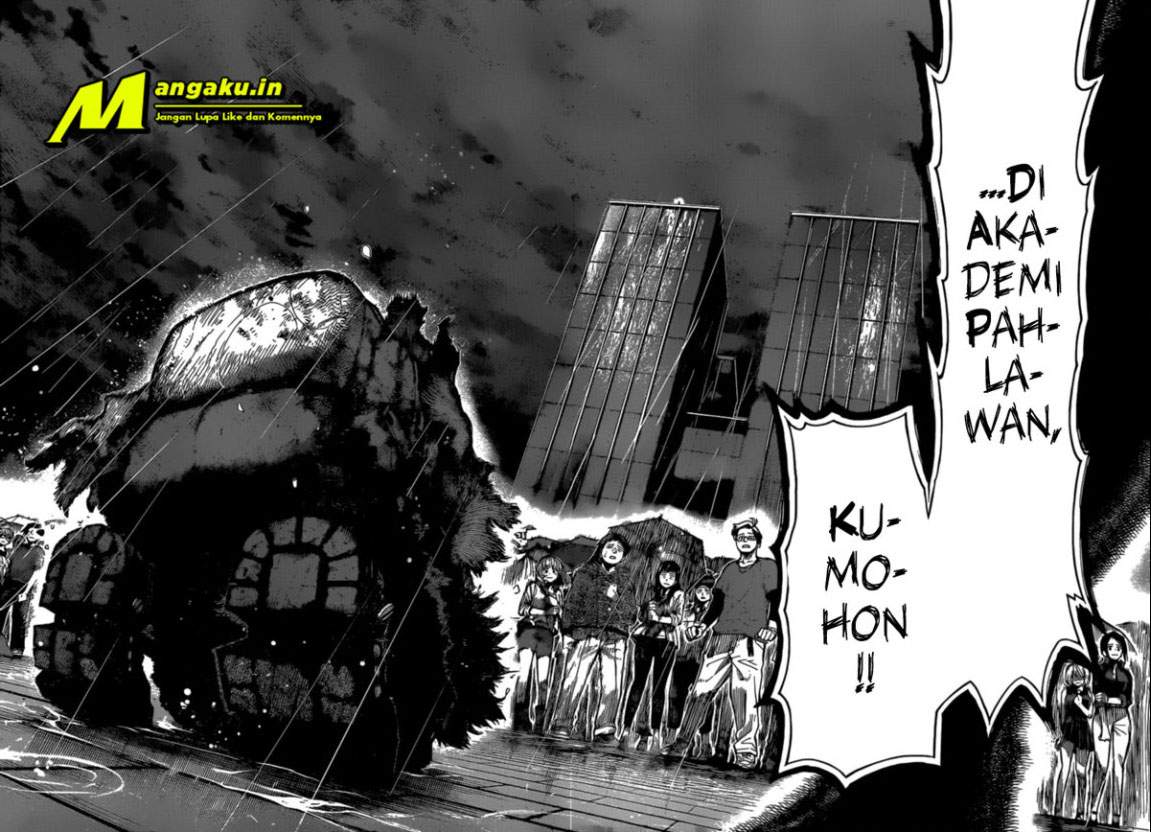 Mangaku.in
Jangan Lupa Like dan Komennya
...DI
AKA-
DEMI
PAH-
LA-
WAN,
KU-
MO-
HON
!!